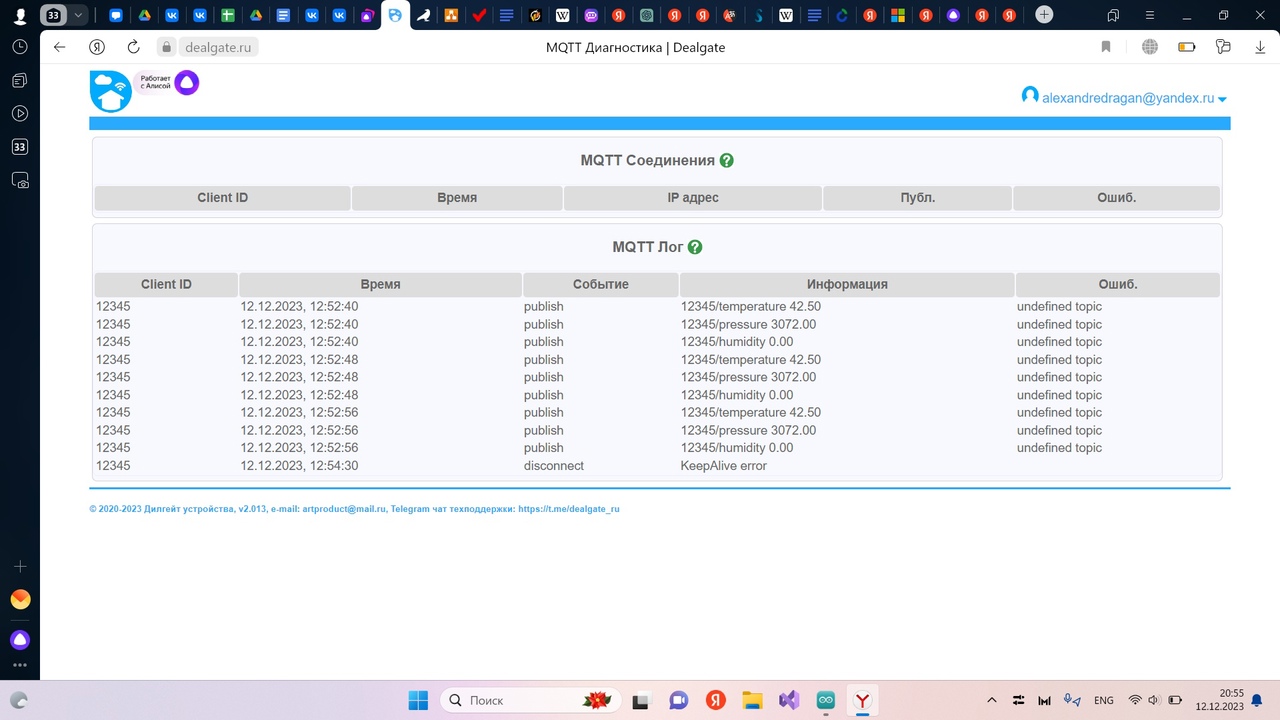 33
dealgate.ru
MQTT Диагностика | Dealgate
Работает
с Алисой
alexandredragan@yandex.ru
33
MQTT Соединения ?
Client ID Время IP адрес Публ. Ошиб.
MQTT Лог ?
Client ID Время Событие Информация Ошиб.
12345 12.12.2023, 12:52:40 publish 12345/temperature 42.50 undefined topic
12345 12.12.2023, 12:52:40 publish 12345/pressure 3072.00 undefined topic
12345 12.12.2023, 12:52:40 publish 12345/humidity 0.00 undefined topic
12345 12.12.2023, 12:52:48 publish 12345/temperature 42.50 undefined topic
12345 12.12.2023, 12:52:48 publish 12345/pressure 3072.00 undefined topic
12345 12.12.2023, 12:52:48 publish 12345/humidity 0.00 undefined topic
12345 12.12.2023, 12:52:56 publish 12345/temperature 42.50 undefined topic
12345 12.12.2023, 12:52:56 publish 12345/pressure 3072.00 undefined topic
12345 12.12.2023, 12:52:56 publish 12345/humidity 0.00 undefined topic
12345 12.12.2023, 12:54:30 disconnect KeepAlive error
© 2020-2023 Дилгейт устройства, v2.013, e-mail: artproduct@mail.ru, Telegram чат техподдержки: https://t.me/dealgate_ru
Поиск
ENG
20:55
12.12.2023